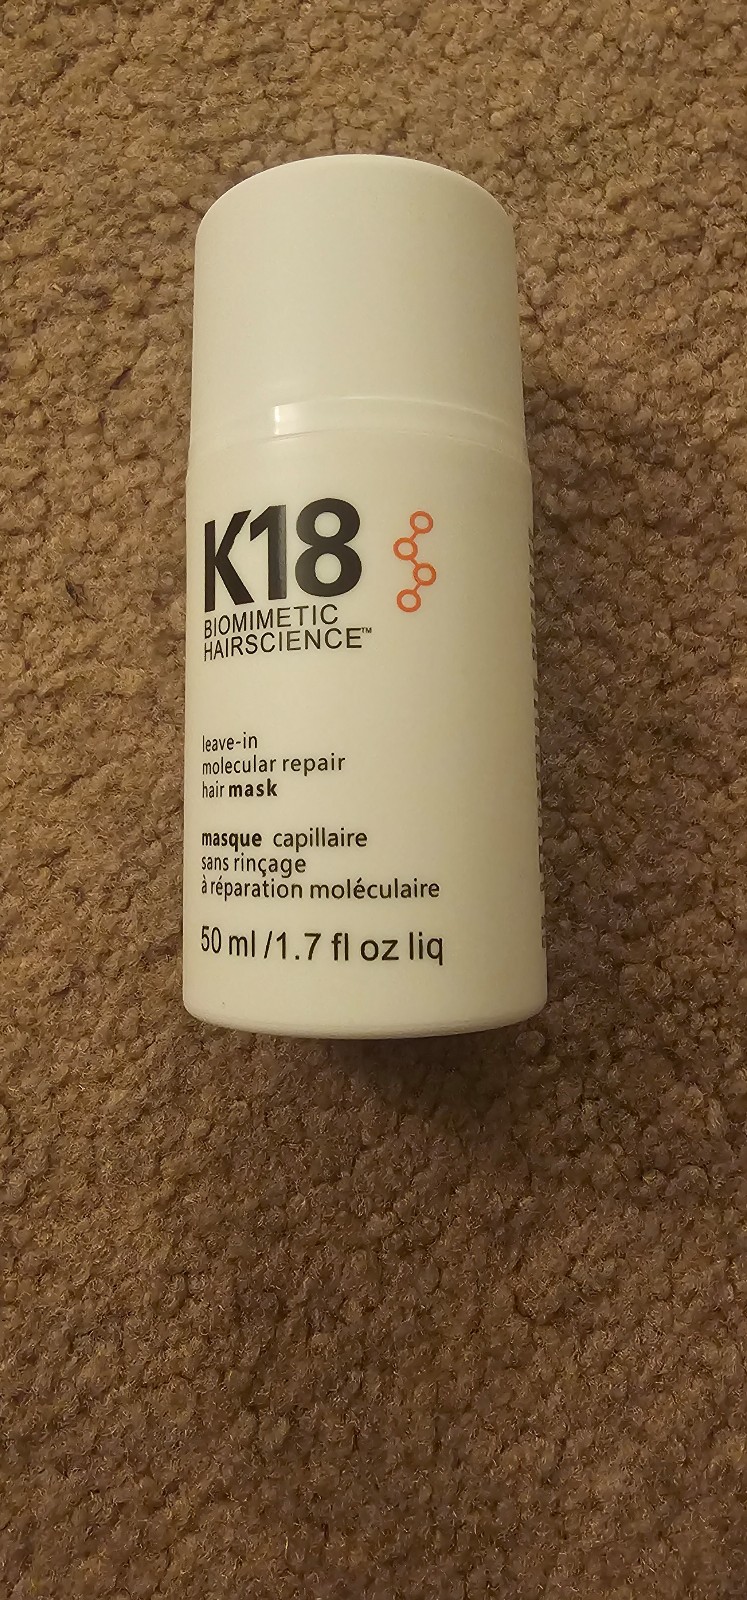 K18
BIOMIMETIC
HAIRSCIENCE™
leave-in
molecular repair
hair mask
masque capillaire
sans rinçage
à réparation moléculaire
50 ml /1.7 fl oz liq